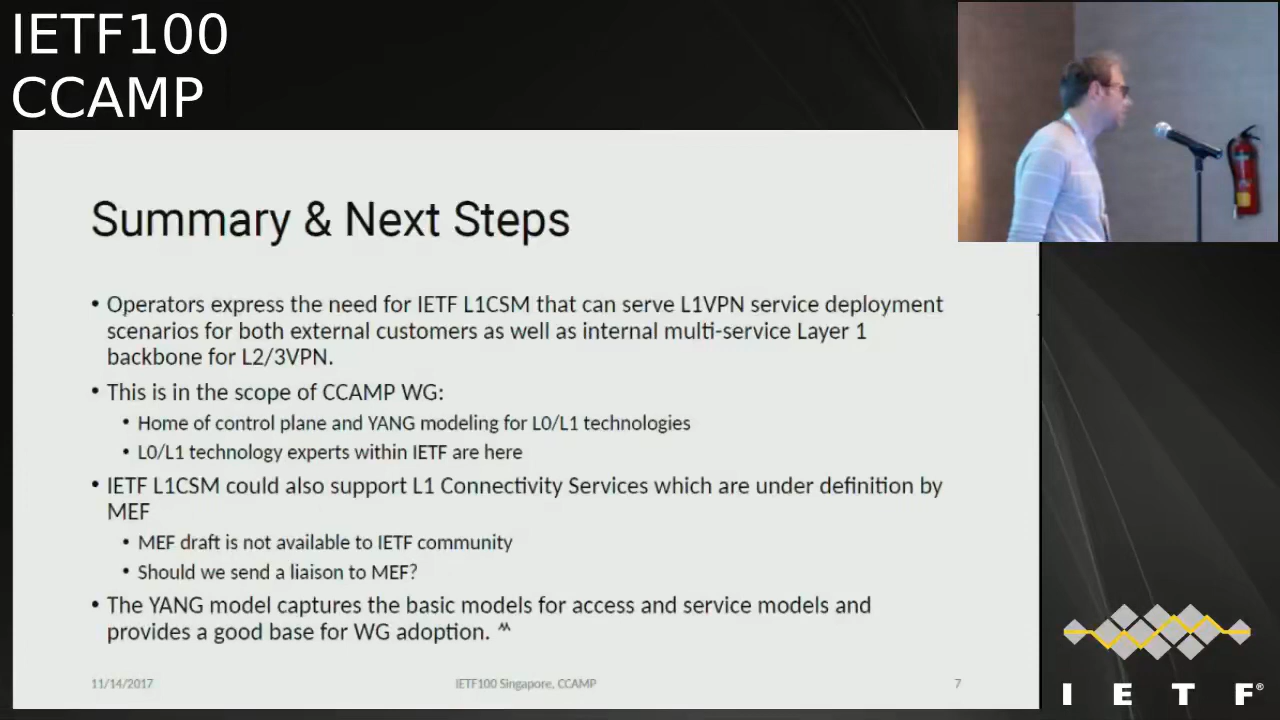 IETF100
CCAMP
Summary & Next Steps
• Operators express the need for IETF L1CSM that can serve L1VPN service deployment
scenarios for both external customers as well as internal multi-service Layer 1
backbone for L2/3VPN.
• This is in the scope of CCAMP WG:
• Home of control plane and YANG modeling for L0/L1 technologies
• L0/L1 technology experts within IETF are here
• IETF L1CSM could also support L1 Connectivity Services which are under definition by
MEF
• MEF draft is not available to IETF community
• Should we send a liaison to MEF?
• The YANG model captures the basic models for access and service models and
provides a good base for WG adoption. ^^
11/14/2017
IETF100 Singapore, CCAMP
7
I E T F®